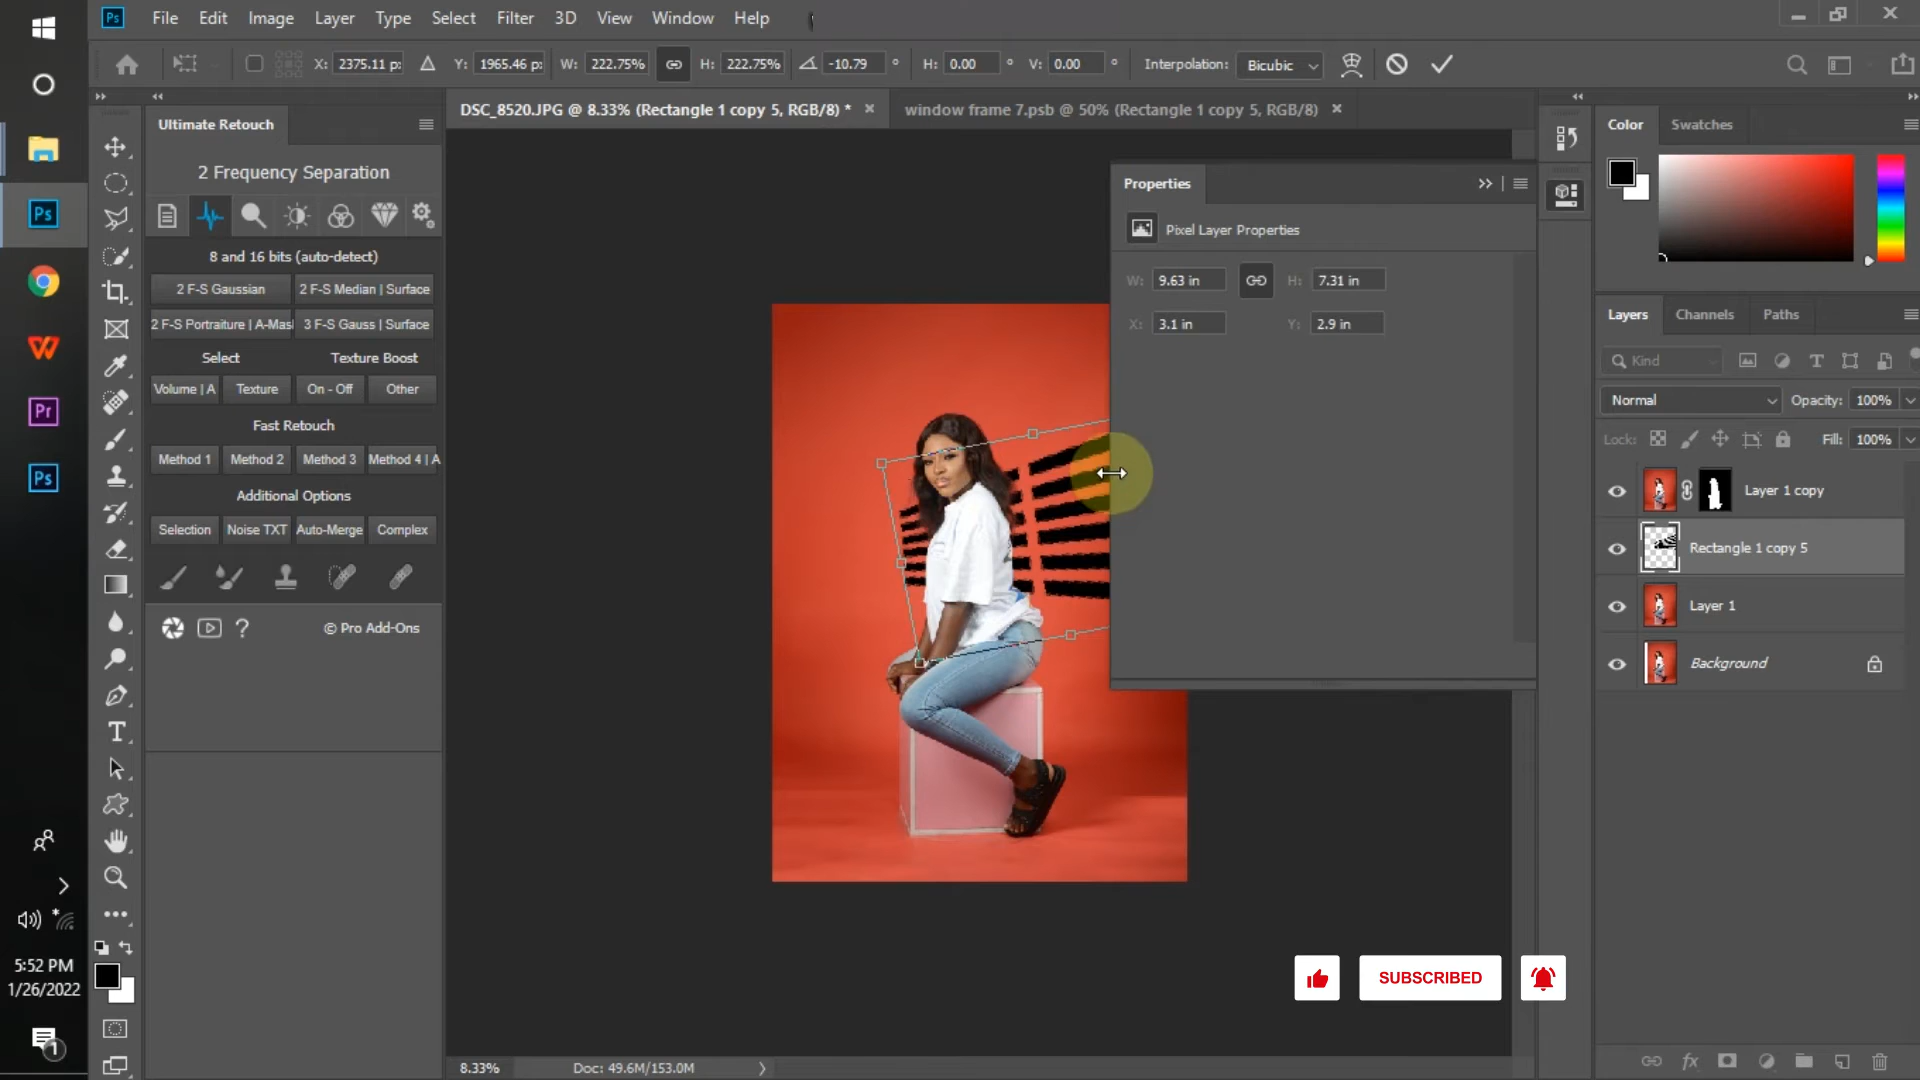 Ps File Edit Image Layer Type Select Filter 3D View Window Help
X: 2375.11 p: Y: 1965.46 p: W: 222.75% H: 222.75% -10.79 ° H: 0.00 ° V: 0.00 ° Interpolation: Bicubic
DSC_8520.JPG @ 8.33% (Rectangle 1 copy 5, RGB/8) *
window frame 7.psb @ 50% (Rectangle 1 copy 5, RGB/8)
Ultimate Retouch
2 Frequency Separation
8 and 16 bits (auto-detect)
2 F-S Gaussian 2 F-S Median | Surface
2 F-S Portraiture | A-Mas 3 F-S Gauss | Surface
Select Texture Boost
Volume | A Texture On - Off Other
Fast Retouch
Method 1 Method 2 Method 3 Method 4 | A
Additional Options
Selection Noise TXT Auto-Merge Complex
? © Pro Add-Ons
Properties
Pixel Layer Properties
W: 9.63 in H: 7.31 in
X: 3.1 in Y: 2.9 in
Color Swatches
Layers Channels Paths
Kind
Normal Opacity: 100%
Lock: Fill: 100%
Layer 1 copy
Rectangle 1 copy 5
Layer 1
Background
Ps
Pr
Ps
5:52 PM
1/26/2022
1
SUBSCRIBED
8.33% Doc: 49.6M/153.0M
fx